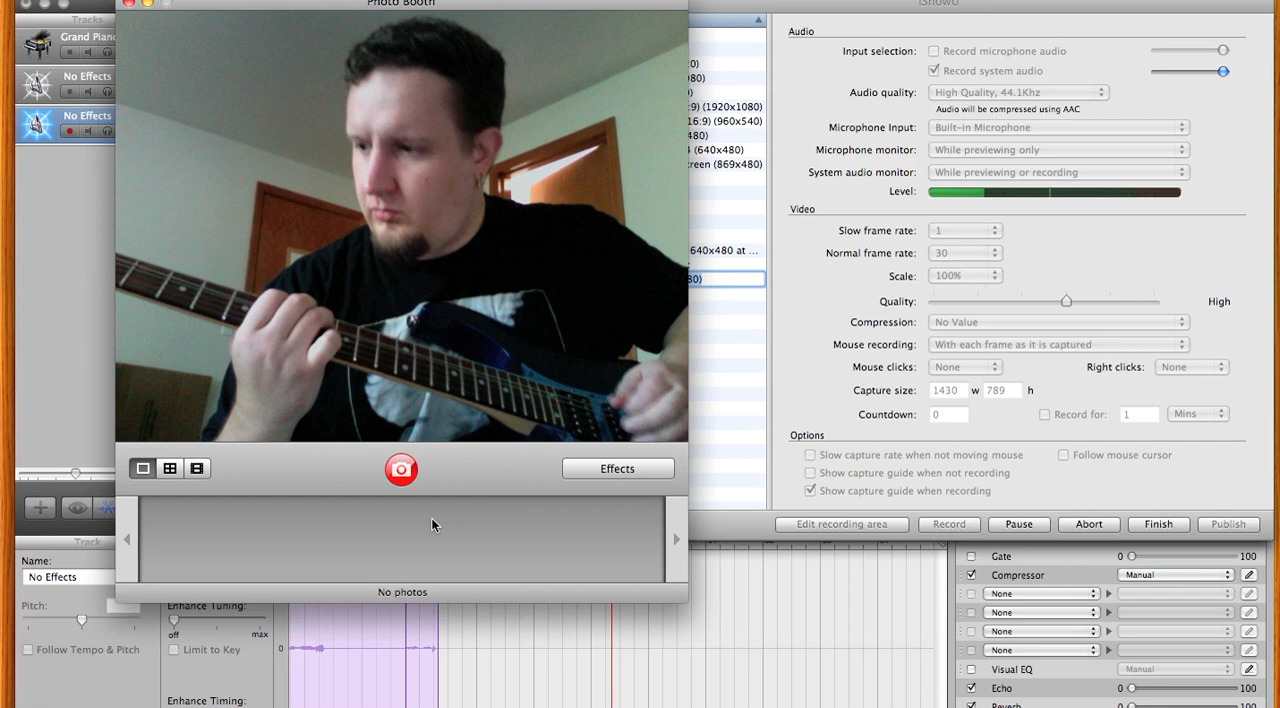 Photo Booth
iShowU
Tracks
Grand Pian
No Effects
No Effects
0)
080)
)
:9) (1920x1080)
16:9) (960x540)
480)
4 (640x480)
creen (869x480)
640x480 at ...
80)
Audio
Input selection: Record microphone audio
Record system audio
Audio quality: High Quality, 44.1Khz
Audio will be compressed using AAC
Microphone Input: Built-in Microphone
Microphone monitor: While previewing only
System audio monitor: While previewing or recording
Level:
Video
Slow frame rate: 1
Normal frame rate: 30
Scale: 100%
Quality: High
Compression: No Value
Mouse recording: With each frame as it is captured
Mouse clicks: None Right clicks: None
Capture size: 1430 w 789 h
Countdown: 0 Record for: 1 Mins
Options
Slow capture rate when not moving mouse Follow mouse cursor
Show capture guide when not recording
Show capture guide when recording
Edit recording area Record Pause Abort Finish Publish
Effects
No photos
Track
Name:
No Effects
Pitch:
Follow Tempo & Pitch
Enhance Tuning:
off max
Limit to Key
Enhance Timing:
0
Gate 0 100
Compressor Manual
None
None
None
None
Visual EQ Manual
Echo 0 100
Reverb 0 100